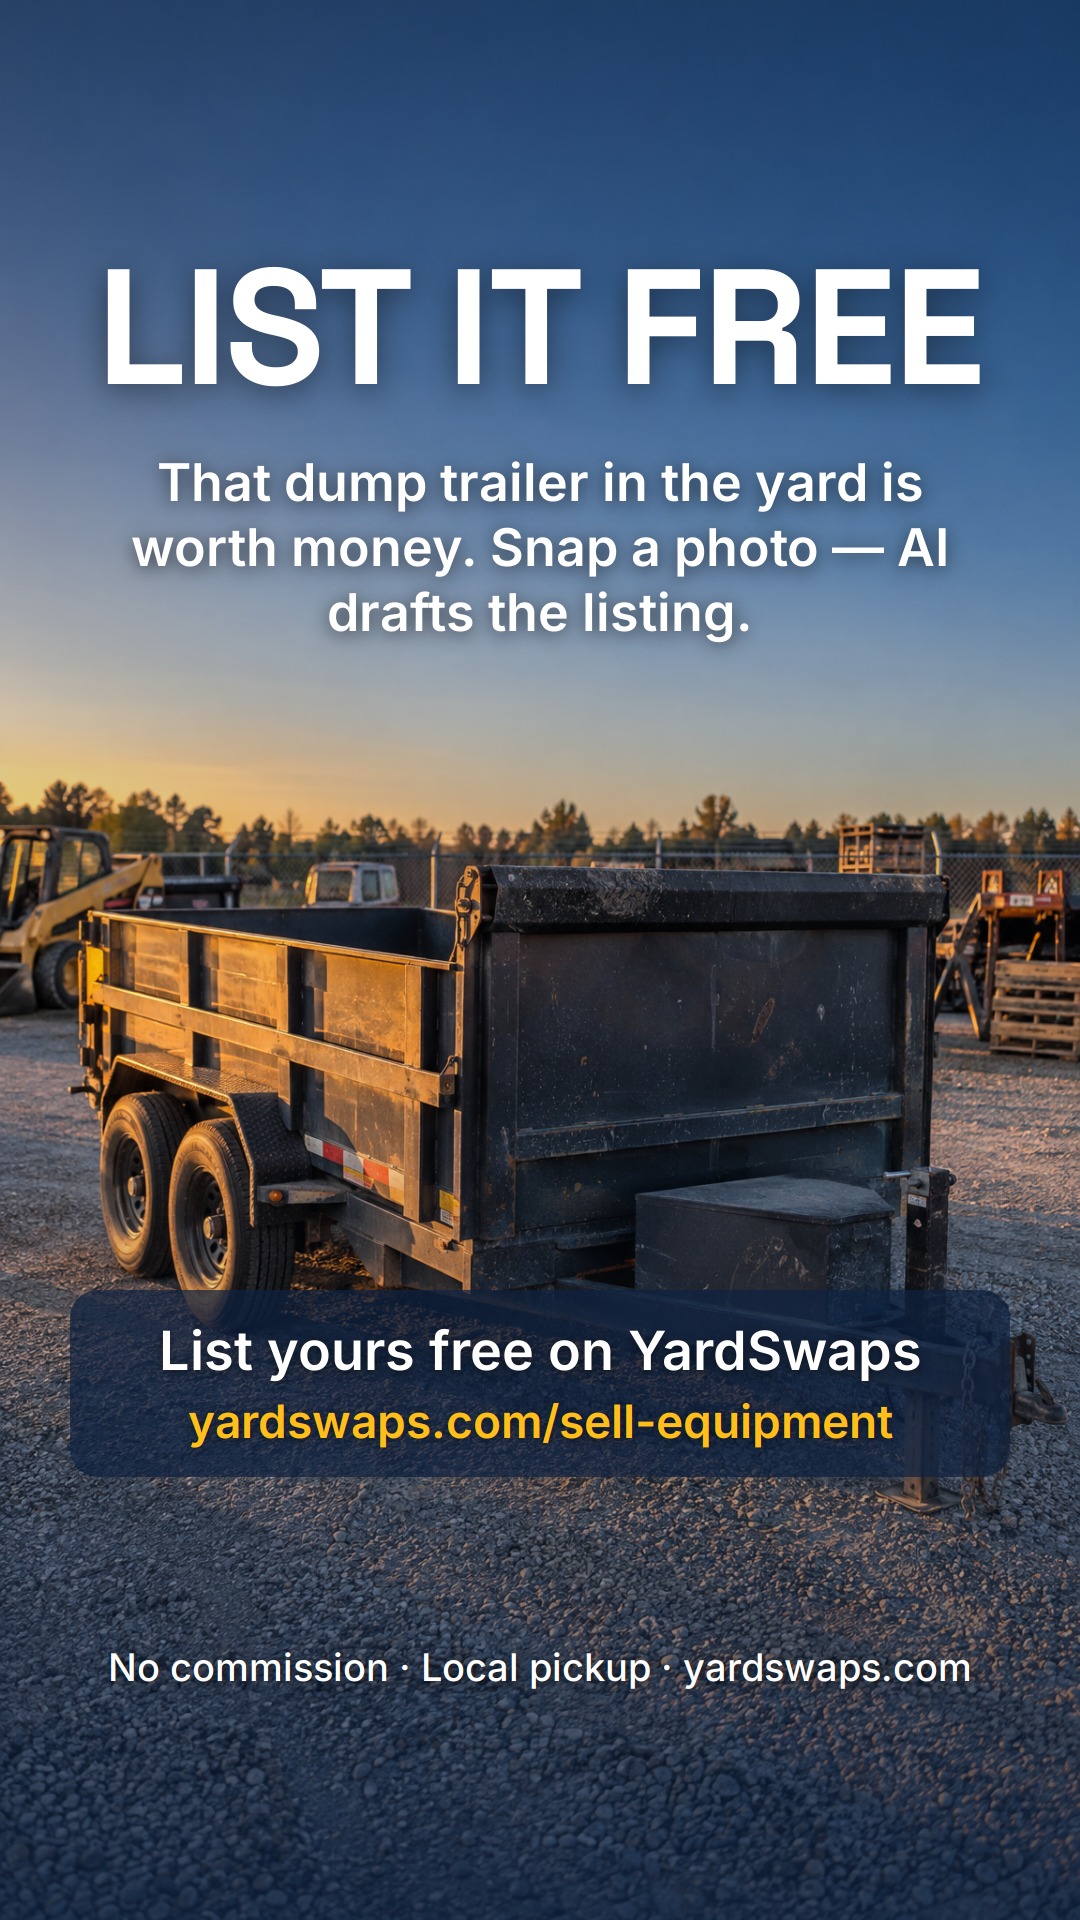 LIST IT FREE
That dump trailer in the yard is
worth money. Snap a photo — AI
drafts the listing.
List yours free on YardSwaps
yardswaps.com/sell-equipment
No commission · Local pickup · yardswaps.com